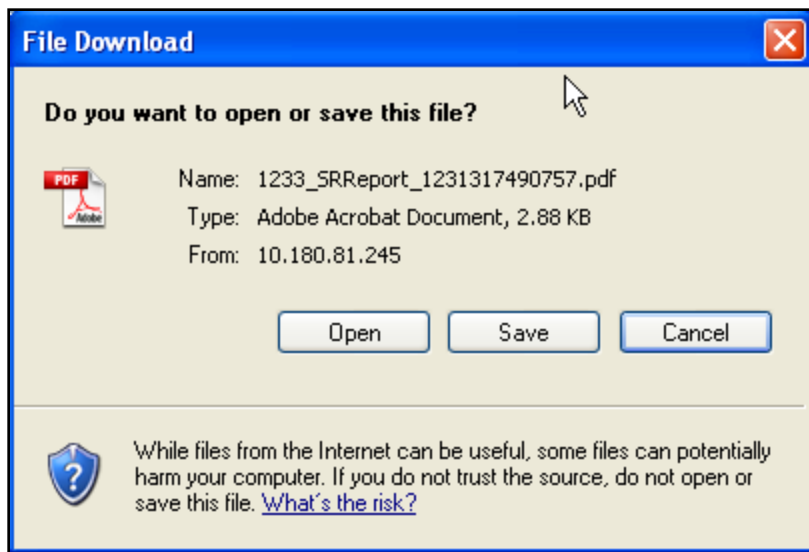 File Download
Do you want to open or save this file?
PDF
Adobe
Name: 1233_SRReport_1231317490757.pdf
Type: Adobe Acrobat Document, 2.88 KB
From: 10.180.81.245
Open Save Cancel
While files from the Internet can be useful, some files can potentially
harm your computer. If you do not trust the source, do not open or
save this file. What's the risk?